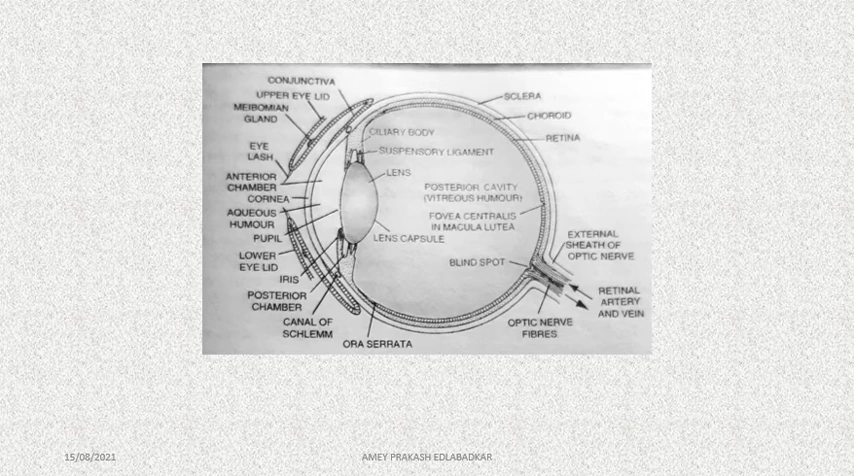 CONJUNCTIVA
UPPER EYE LID
MEIBOMIAN
GLAND
EYE
LASH
ANTERIOR
CHAMBER
CORNEA
AQUEOUS
HUMOUR
PUPIL
LOWER
EYE LID
IRIS
POSTERIOR
CHAMBER
CANAL OF
SCHLEMM
ORA SERRATA
CILIARY BODY
SUSPENSORY LIGAMENT
LENS
POSTERIOR CAVITY
(VITREOUS HUMOUR)
FOVEA CENTRALIS
IN MACULA LUTEA
LENS CAPSULE
BLIND SPOT
SCLERA
CHOROID
RETINA
EXTERNAL
SHEATH OF
OPTIC NERVE
RETINAL
ARTERY
AND VEIN
OPTIC NERVE
FIBRES
15/08/2021
AMEY PRAKASH EDLABADKAR